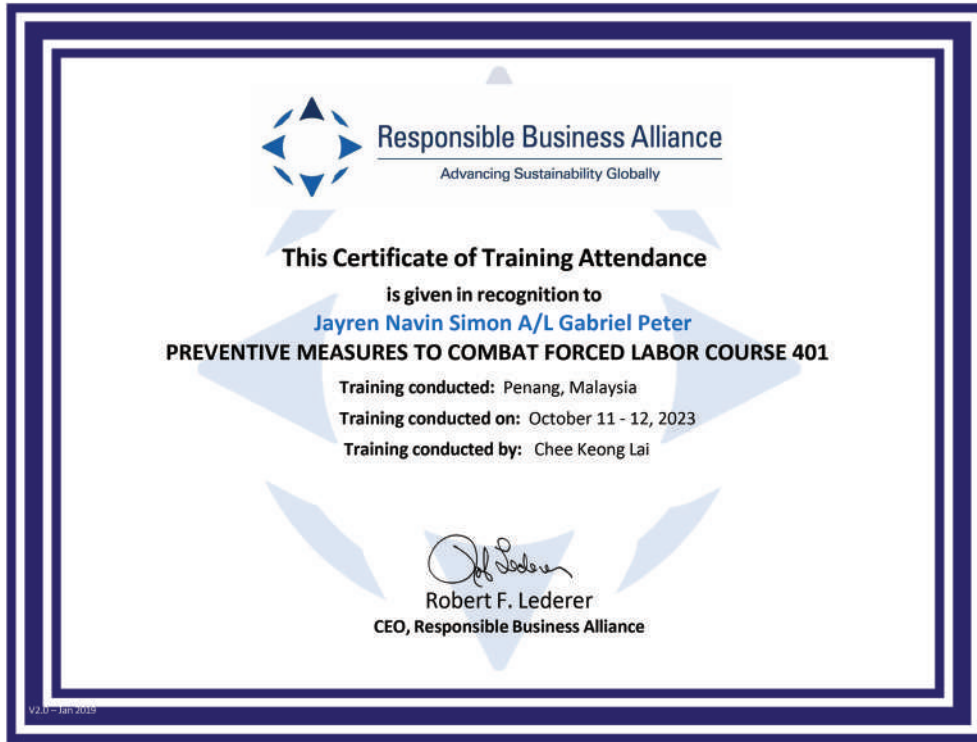 Responsible Business Alliance
Advancing Sustainability Globally
This Certificate of Training Attendance
is given in recognition to
Jayren Navin Simon A/L Gabriel Peter
PREVENTIVE MEASURES TO COMBAT FORCED LABOR COURSE 401
Training conducted: Penang, Malaysia
Training conducted on: October 11 - 12, 2023
Training conducted by: Chee Keong Lai
Robert F. Lederer
CEO, Responsible Business Alliance
V2.0 – Jan 2019